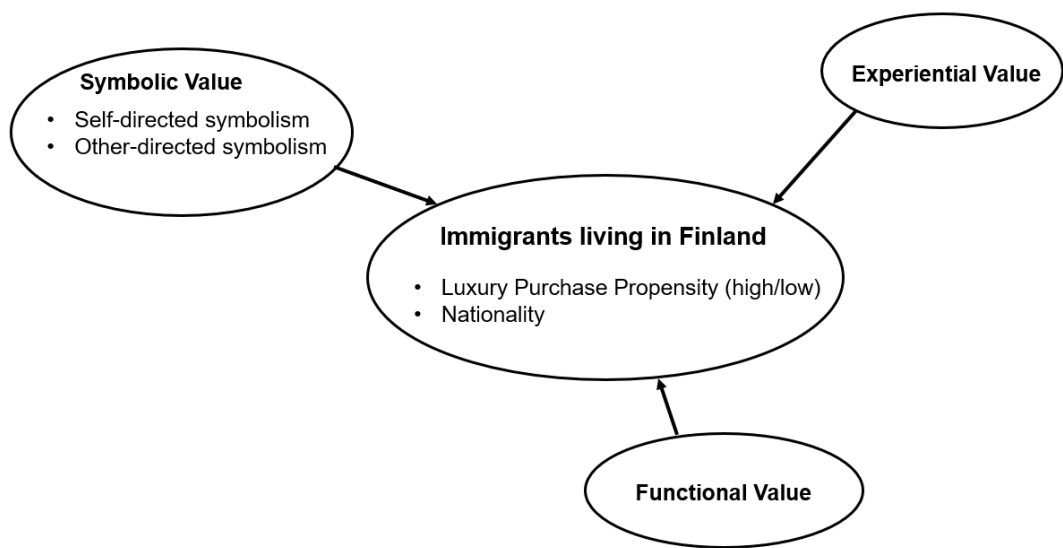 Symbolic Value
• Self-directed symbolism
• Other-directed symbolism
Experiential Value
Immigrants living in Finland
• Luxury Purchase Propensity (high/low)
• Nationality
Functional Value